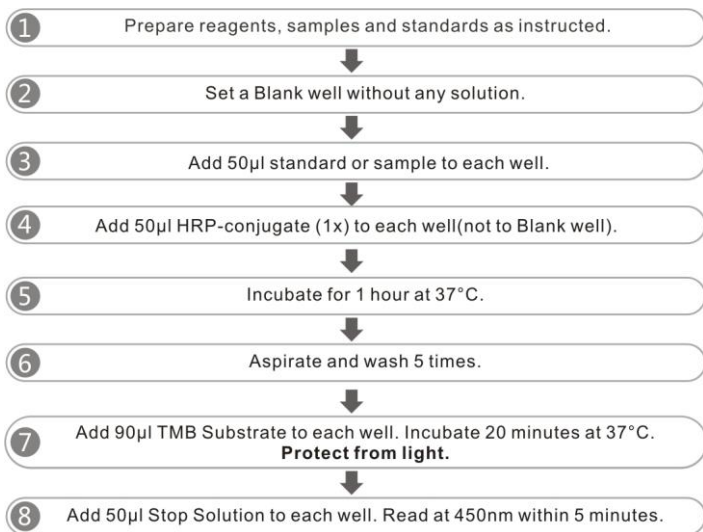 1 Prepare reagents, samples and standards as instructed.
2 Set a Blank well without any solution.
3 Add 50μl standard or sample to each well.
4 Add 50μl HRP-conjugate (1x) to each well(not to Blank well).
5 Incubate for 1 hour at 37°C.
6 Aspirate and wash 5 times.
7 Add 90μl TMB Substrate to each well. Incubate 20 minutes at 37°C.
Protect from light.
8 Add 50μl Stop Solution to each well. Read at 450nm within 5 minutes.